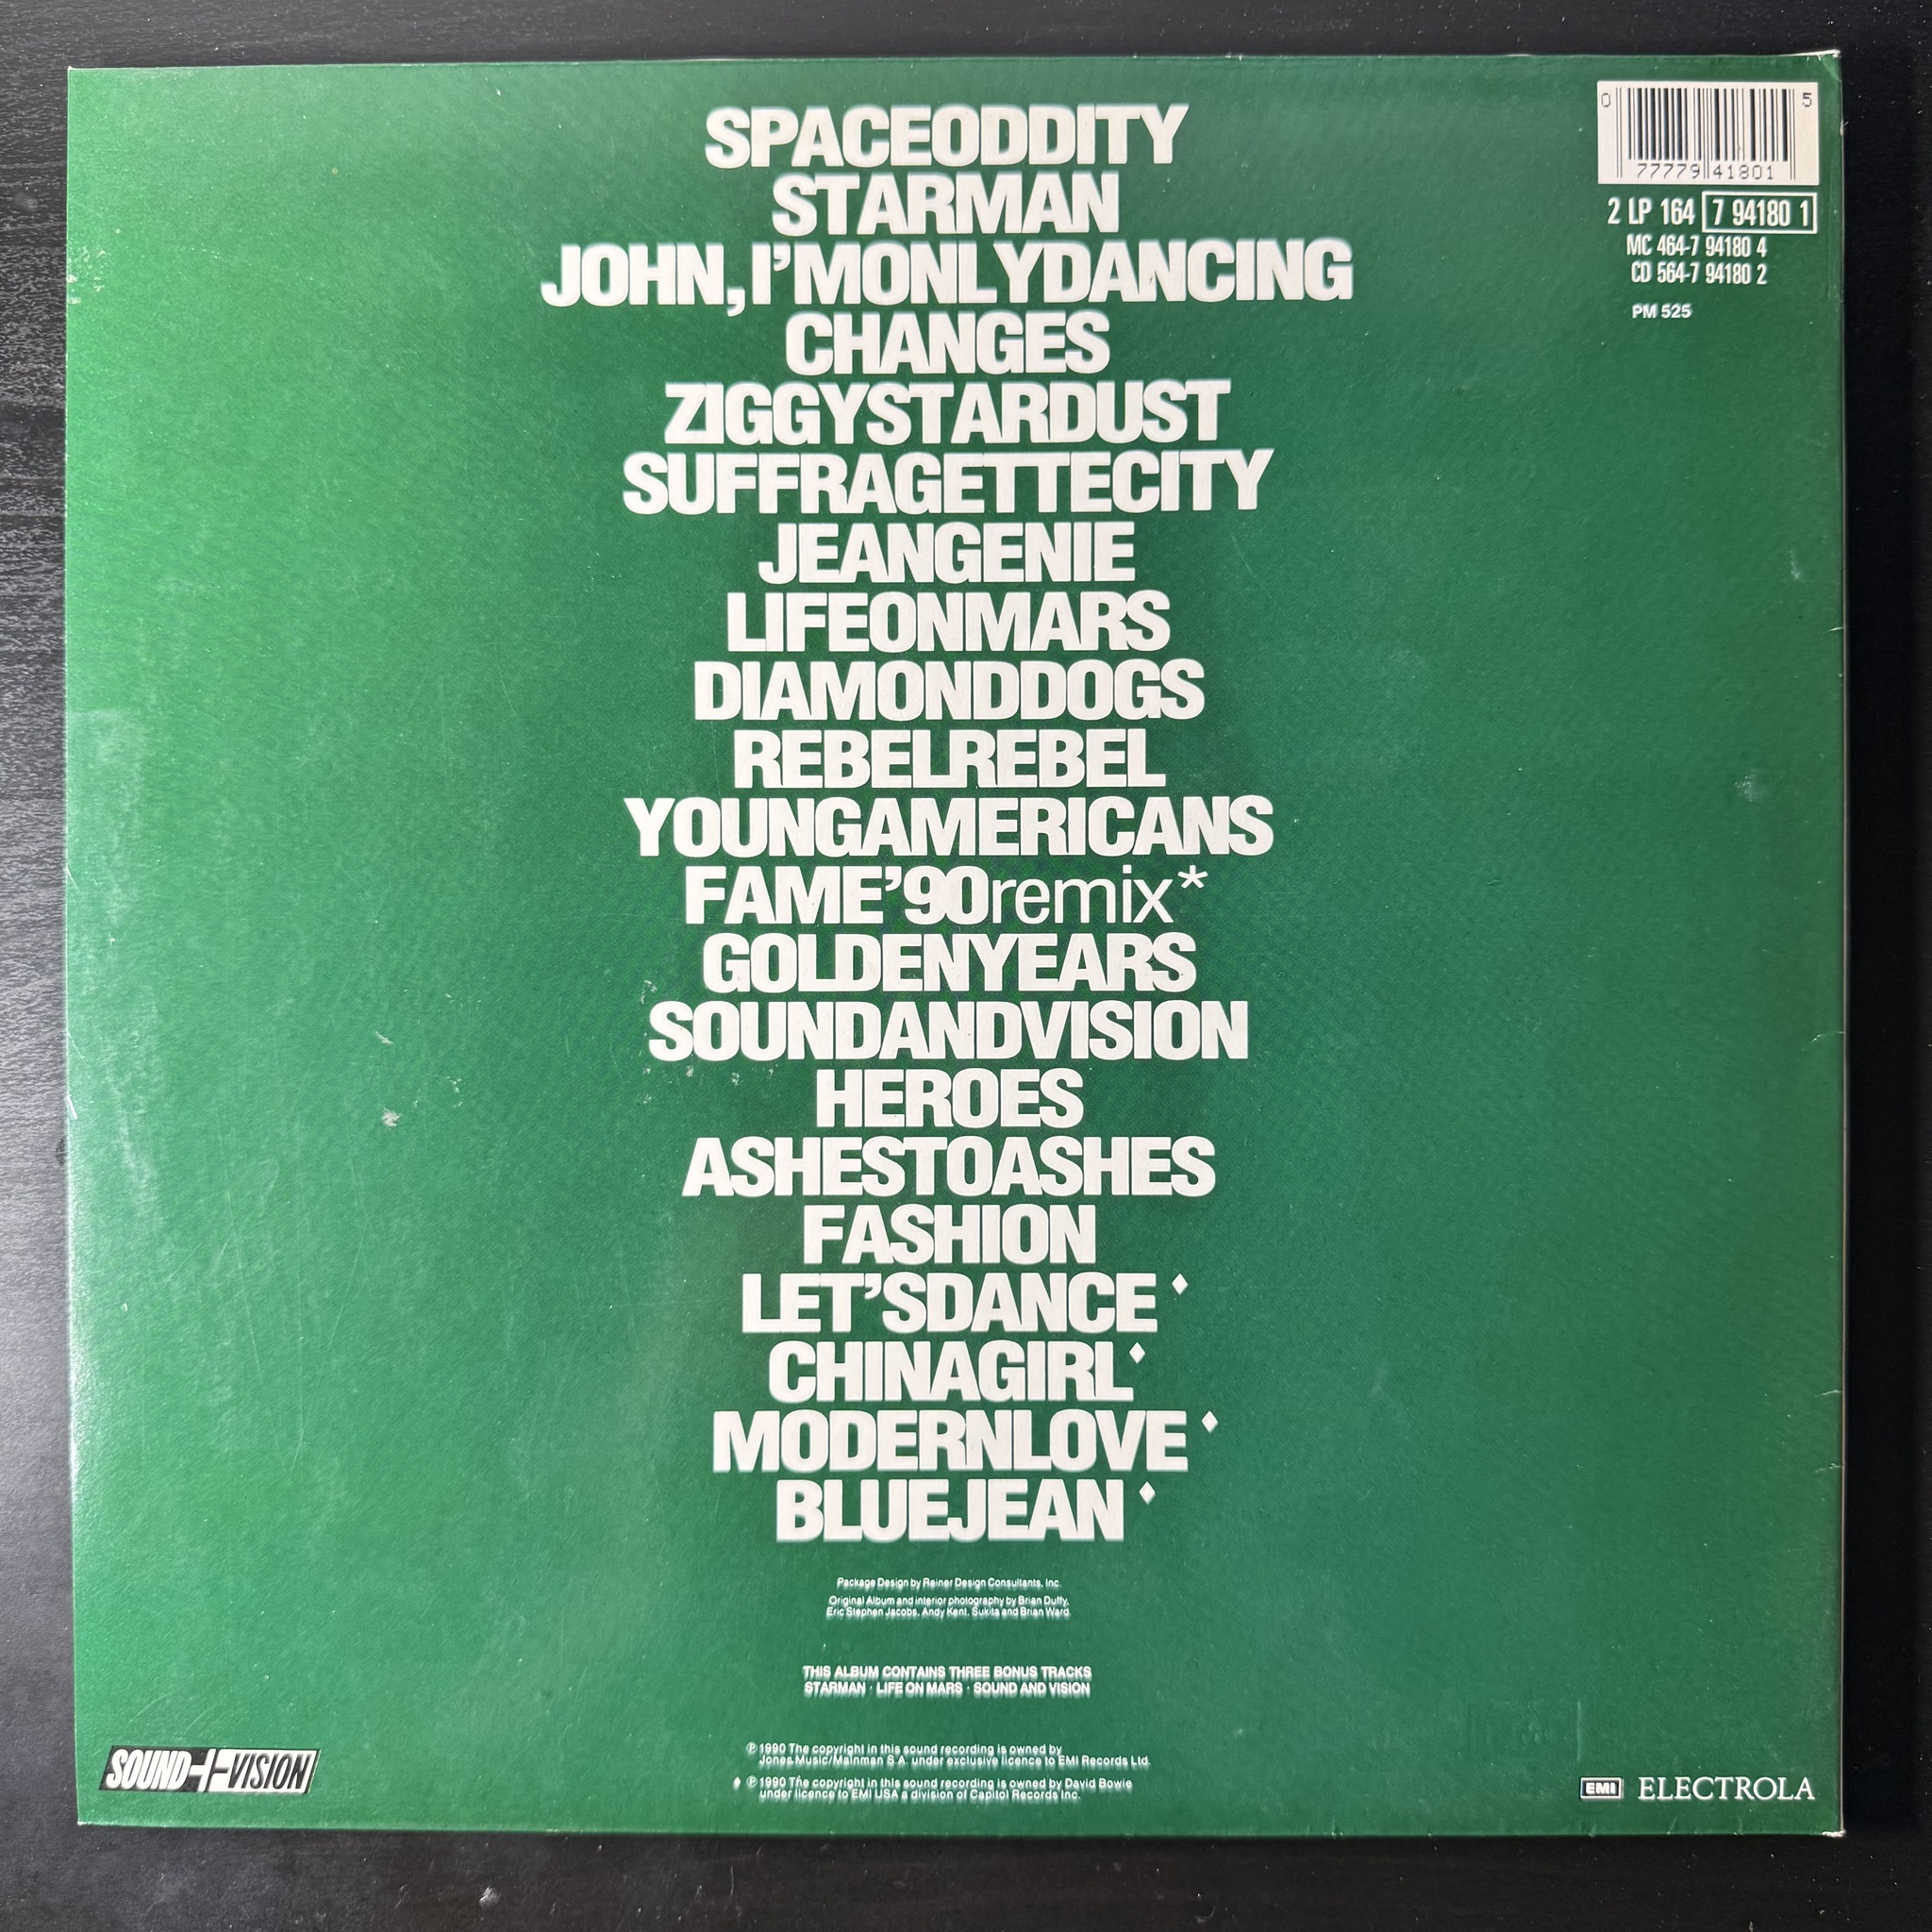 0 5
77779 41801
2 LP 164 7 94180 1
MC 464-7 94180 4
CD 564-7 94180 2
PM 525
SPACEODDITY
STARMAN
JOHN,I'MONLYDANCING
CHANGES
ZIGGYSTARDUST
SUFFRAGETTECITY
JEANGENIE
LIFEONMARS
DIAMONDDOGS
REBELREBEL
YOUNGAMERICANS
FAME'90remix*
GOLDENYEARS
SOUNDANDVISION
HEROES
ASHESTOASHES
FASHION
LET'SDANCE ♦
CHINAGIRL♦
MODERNLOVE ♦
BLUEJEAN ♦
Package Design by Reiner Design Consultants, Inc.
Original Album and interior photography by Brian Duffy,
Eric Stephen Jacobs, Andy Kent, Sukita and Brian Ward.
THIS ALBUM CONTAINS THREE BONUS TRACKS
STARMAN · LIFE ON MARS · SOUND AND VISION
℗ 1990 The copyright in this sound recording is owned by
Jones Music/Mainman S.A. under exclusive licence to EMI Records Ltd.
♦ ℗ 1990 The copyright in this sound recording is owned by David Bowie
under licence to EMI USA a division of Capitol Records Inc.
SOUND+VISION
EMI ELECTROLA